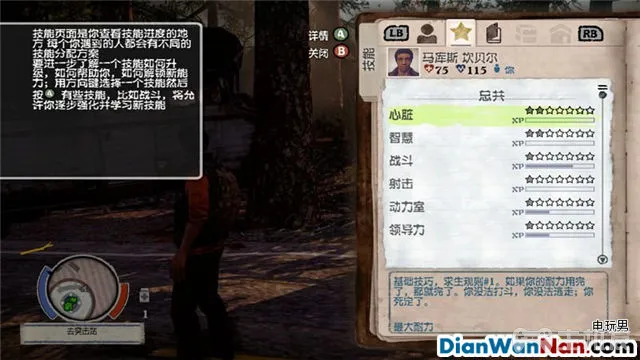 技能页面是你查看技能进度的地
方 每个你遇到的人都会有不同的
技能分配方案
要进一步了解一个技能如何升
级，如何帮助你，如何解锁新能
力；用方向键选择一个技能然后
按A 有些技能，比如战斗，将允
许你逐步强化并学习新技能
详情 A
关闭 B
LB
RB
技能
马库斯 坎贝尔
75 115 你
总共
心脏 XP
智慧 XP
战斗 XP
射击 XP
动力室 XP
领导力 XP
基础技巧，求生观则#1。如果你的耐力用完
了，那就完了。你没法打斗，你没法逃走；你
死定了。
最大耐力
1
去突击站
电玩男
DianWanNan.com